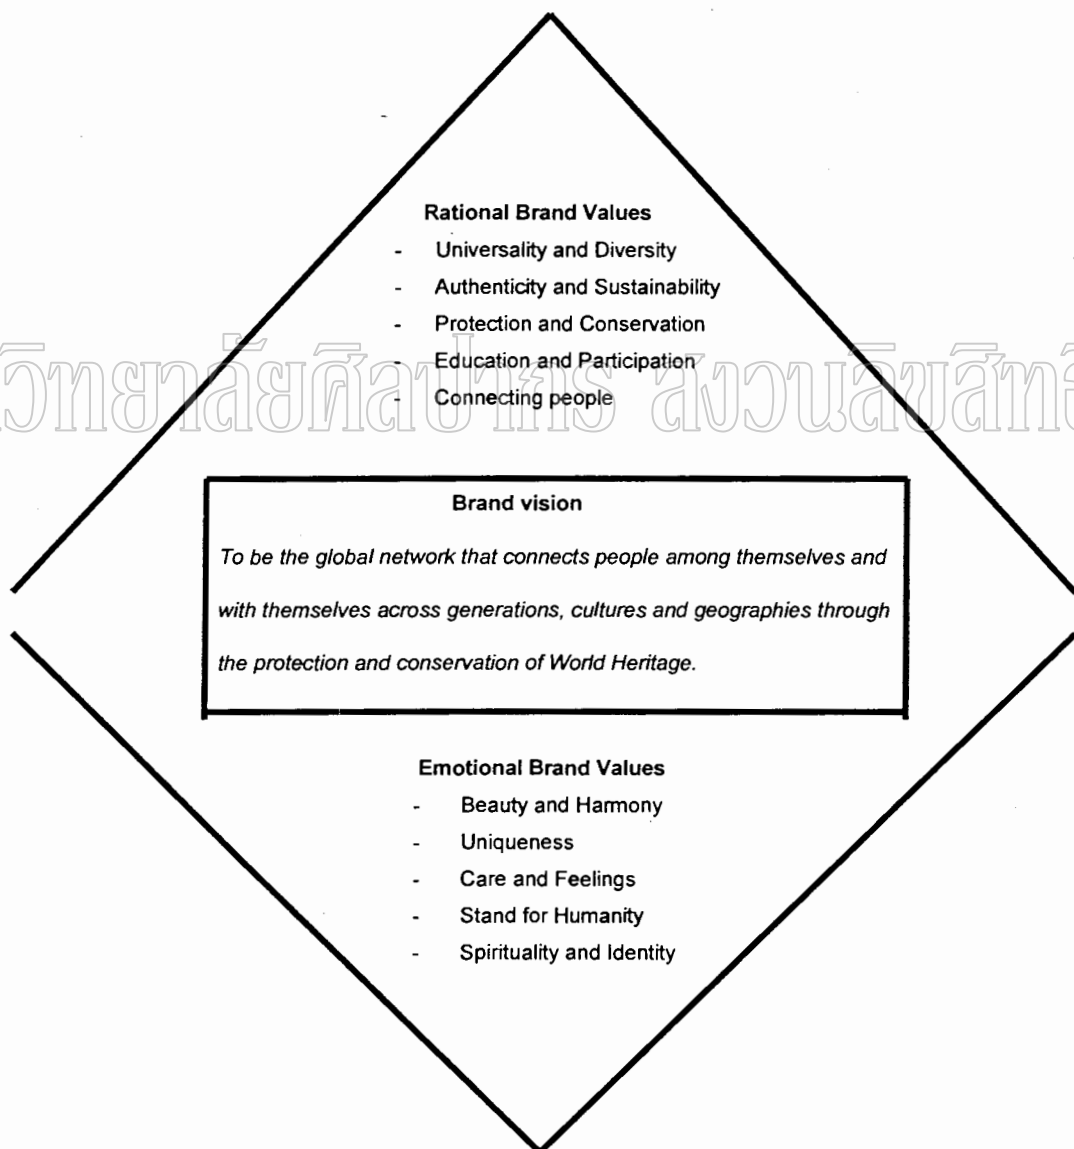 Rational Brand Values
- Universality and Diversity
- Authenticity and Sustainability
- Protection and Conservation
- Education and Participation
- Connecting people
วิทยาลัยศิลปากร สงวนลิขสิทธิ์
Brand vision
To be the global network that connects people among themselves and
with themselves across generations, cultures and geographies through
the protection and conservation of World Heritage.
Emotional Brand Values
- Beauty and Harmony
- Uniqueness
- Care and Feelings
- Stand for Humanity
- Spirituality and Identity